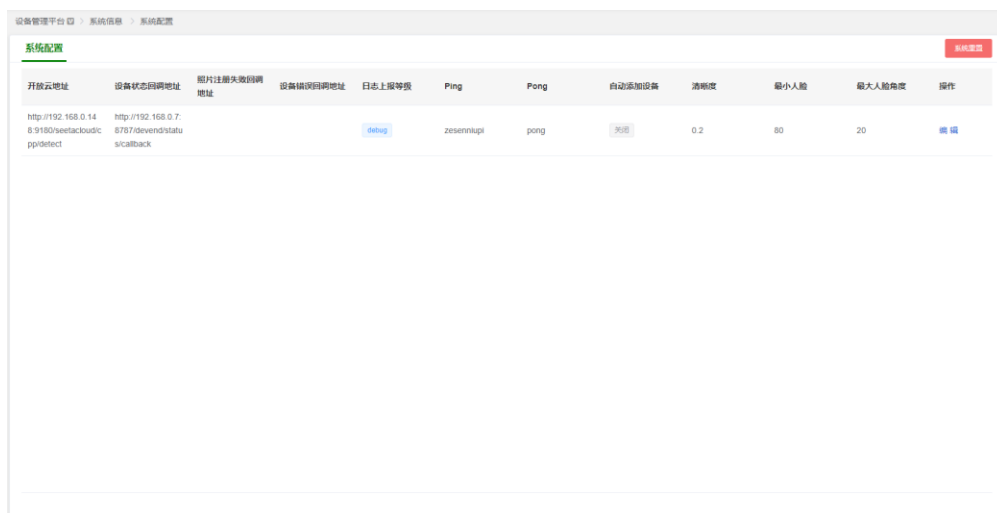 设备管理平台 > 系统信息 > 系统配置
系统配置
系统重置
开放云地址 设备状态回调地址 照片注册失败回调 设备错误回调地址 日志上报等级 Ping Pong 自动添加设备 清晰度 最小人脸 最大人脸角度 操作
地址
http://192.168.0.14 http://192.168.0.7:
8:9180/seetacloud/c 8787/devend/statu debug zesenniupi pong 关闭 0.2 80 20 编 辑
pp/detect s/callback